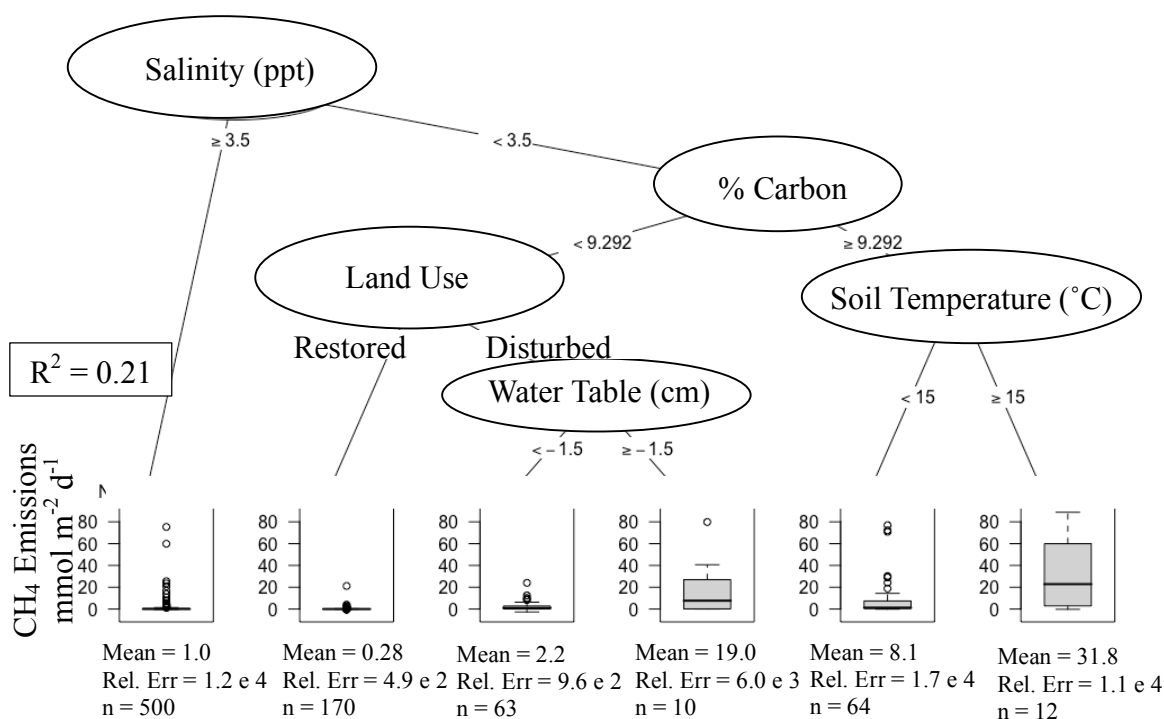 Salinity (ppt)
≥ 3.5
< 3.5
% Carbon
< 9.292
≥ 9.292
Land Use
Soil Temperature (˚C)
Restored
Disturbed
R² = 0.21
Water Table (cm)
< 15
≥ 15
< − 1.5
≥ − 1.5
CH₄ Emissions
mmol m⁻² d⁻¹
80 80 80 80 80 80
60 60 60 60 60 60
40 40 40 40 40 40
20 20 20 20 20 20
0 0 0 0 0 0
Mean = 1.0 Mean = 0.28 Mean = 2.2 Mean = 19.0 Mean = 8.1 Mean = 31.8
Rel. Err = 1.2 e 4 Rel. Err = 4.9 e 2 Rel. Err = 9.6 e 2 Rel. Err = 6.0 e 3 Rel. Err = 1.7 e 4 Rel. Err = 1.1 e 4
n = 500 n = 170 n = 63 n = 10 n = 64 n = 12